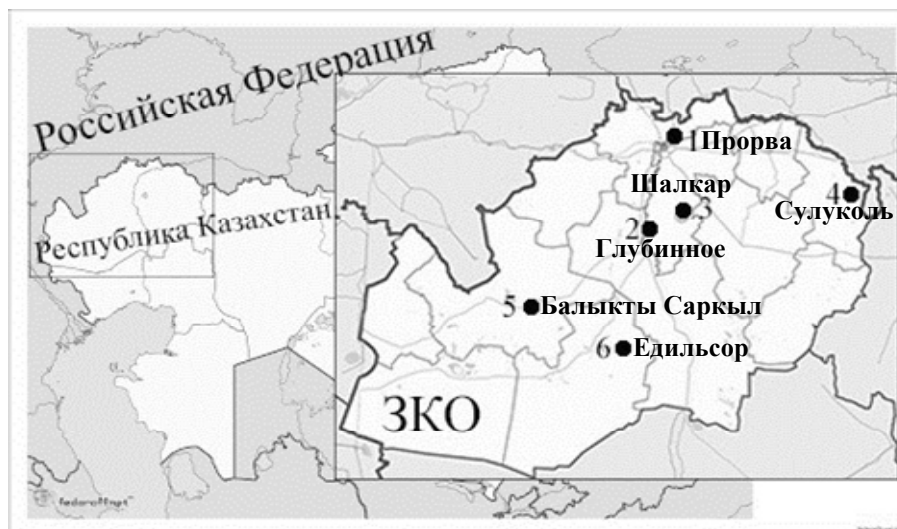 Российская Федерация
Республика Казахстан
1 Прорва
Шалкар
3
4
Сулуколь
2
Глубинное
5 Балыкты Саркыл
6 Едильсор
ЗКО